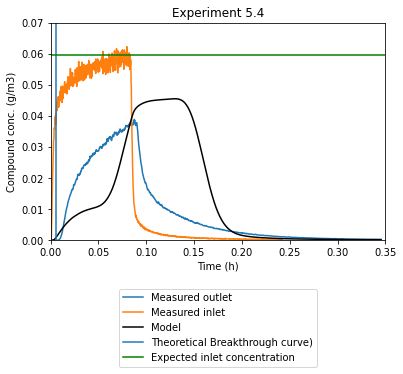 Experiment 5.4
Compound conc. (g/m3)
0.07
0.06
0.05
0.04
0.03
0.02
0.01
0.00
0.00 0.05 0.10 0.15 0.20 0.25 0.30 0.35
Time (h)
Measured outlet
Measured inlet
Model
Theoretical Breakthrough curve)
Expected inlet concentration